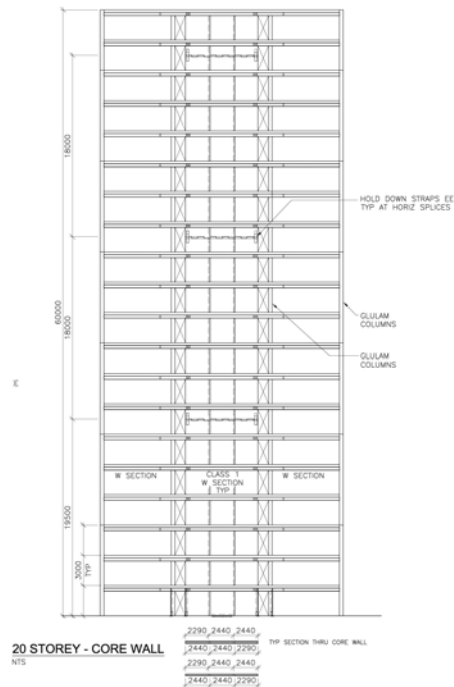 18000
HOLD DOWN STRAPS EE
TYP AT HORIZ SPLICES
60000
18000
GLULAM
COLUMNS
GLULAM
COLUMNS
W SECTION
CLASS 1
W SECTION
TYP
W SECTION
19500
3000
TYP
20 STOREY - CORE WALL
NTS
2290 2440 2440
TYP SECTION THRU CORE WALL
2440 2440 2290
2290 2440 2440
2440 2440 2290